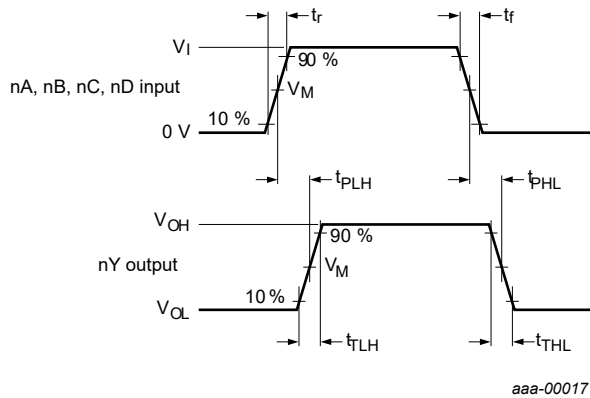 tr
tf
VI
90 %
nA, nB, nC, nD input
VM
10 %
0 V
tPLH
tPHL
VOH
90 %
nY output
VM
10 %
VOL
tTLH
tTHL
aaa-00017